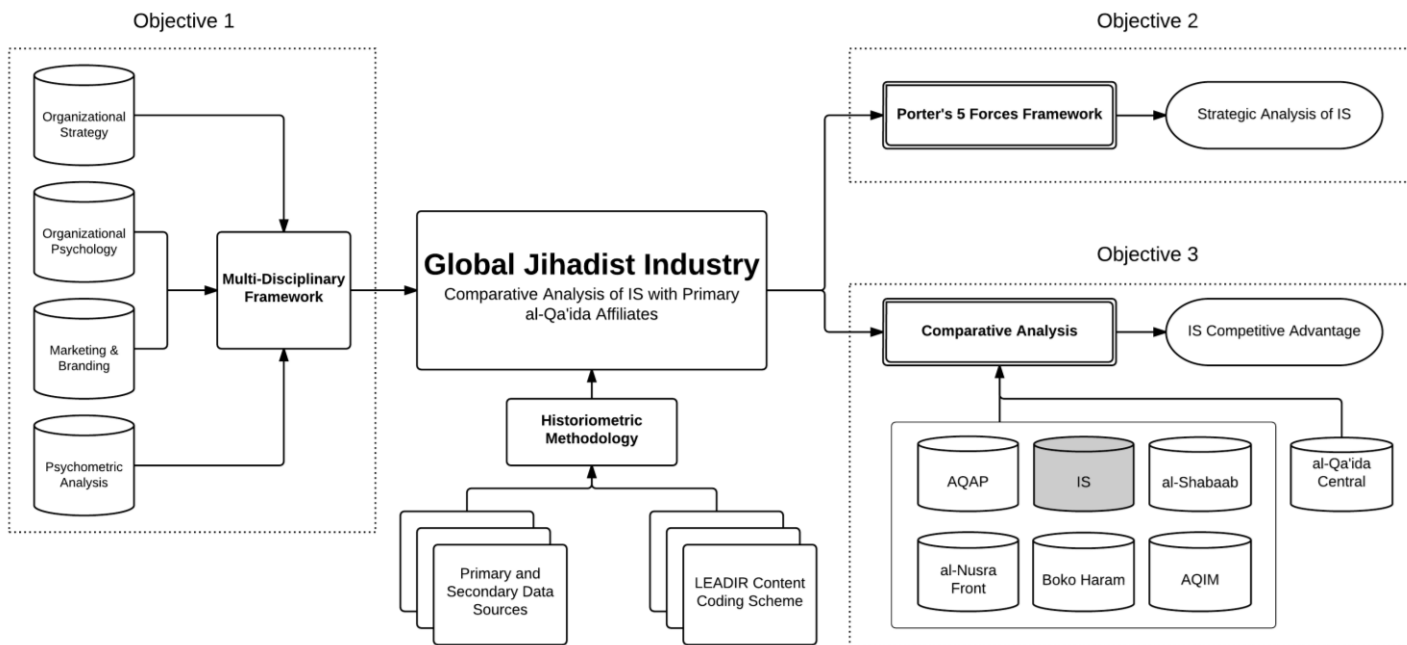 Objective 1
Organizational
Strategy
Organizational
Psychology
Marketing &
Branding
Psychometric
Analysis
Multi-Disciplinary
Framework
Global Jihadist Industry
Comparative Analysis of IS with Primary
al-Qa'ida Affiliates
Historiometric
Methodology
Primary and
Secondary Data
Sources
LEADIR Content
Coding Scheme
Objective 2
Porter's 5 Forces Framework
Strategic Analysis of IS
Objective 3
Comparative Analysis
IS Competitive Advantage
AQAP
IS
al-Shabaab
al-Qa'ida
Central
al-Nusra
Front
Boko Haram
AQIM